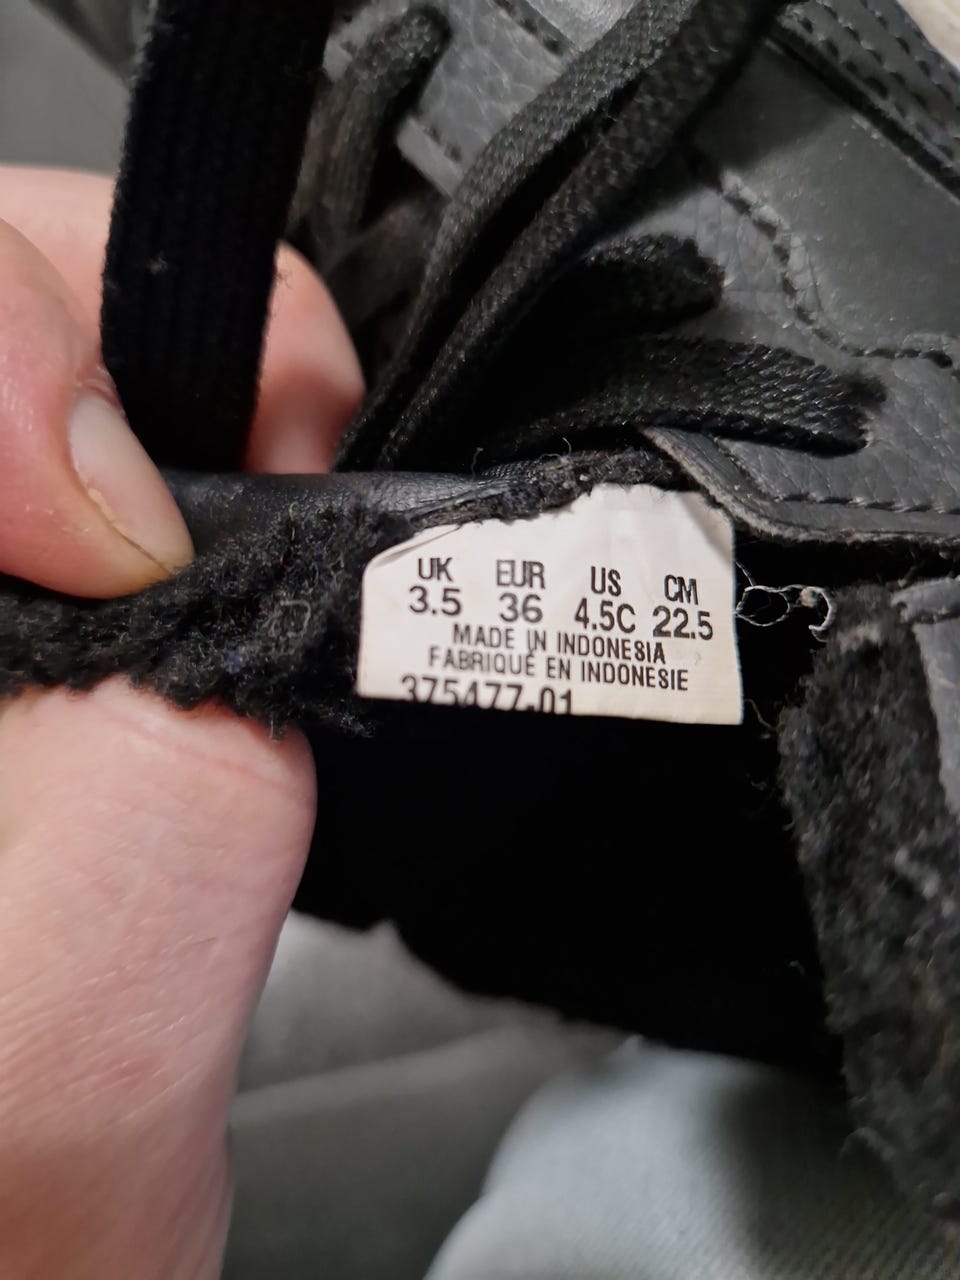 UK EUR US CM
3.5 36 4.5C 22.5
MADE IN INDONESIA
FABRIQUÉ EN INDONESIE
375477-01